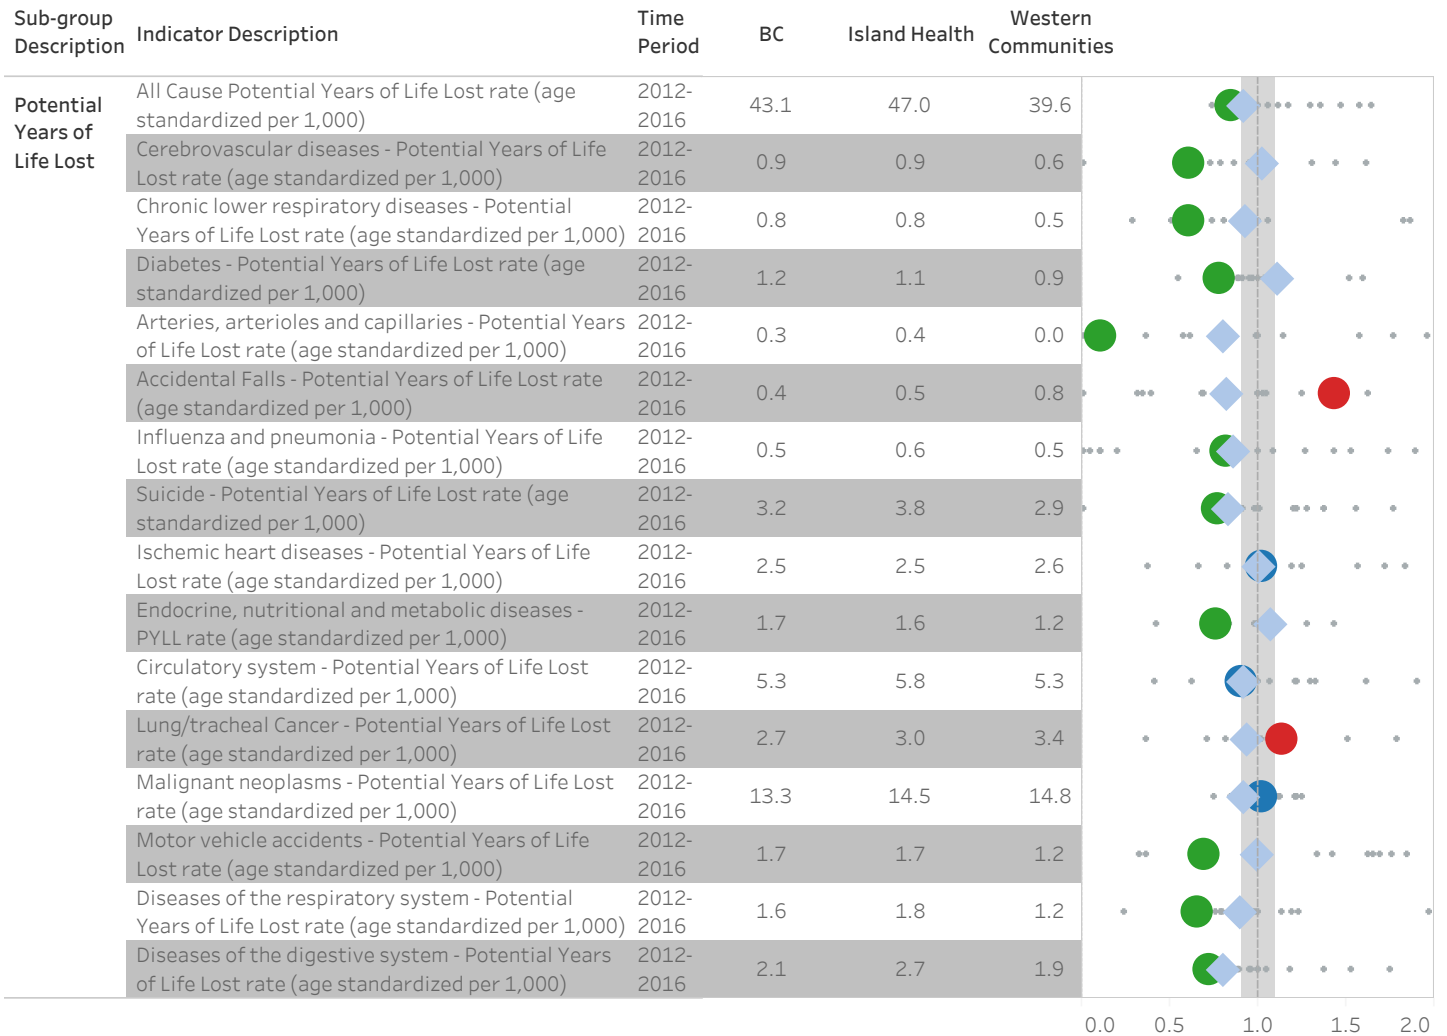 Sub-group
Description
Indicator Description
Time
Period
BC
Island Health
Western
Communities
Potential
Years of
Life Lost
All Cause Potential Years of Life Lost rate (age
standardized per 1,000)
2012-
2016
43.1
47.0
39.6
Cerebrovascular diseases - Potential Years of Life
Lost rate (age standardized per 1,000)
2012-
2016
0.9
0.9
0.6
Chronic lower respiratory diseases - Potential
Years of Life Lost rate (age standardized per 1,000)
2012-
2016
0.8
0.8
0.5
Diabetes - Potential Years of Life Lost rate (age
standardized per 1,000)
2012-
2016
1.2
1.1
0.9
Arteries, arterioles and capillaries - Potential Years
of Life Lost rate (age standardized per 1,000)
2012-
2016
0.3
0.4
0.0
Accidental Falls - Potential Years of Life Lost rate
(age standardized per 1,000)
2012-
2016
0.4
0.5
0.8
Influenza and pneumonia - Potential Years of Life
Lost rate (age standardized per 1,000)
2012-
2016
0.5
0.6
0.5
Suicide - Potential Years of Life Lost rate (age
standardized per 1,000)
2012-
2016
3.2
3.8
2.9
Ischemic heart diseases - Potential Years of Life
Lost rate (age standardized per 1,000)
2012-
2016
2.5
2.5
2.6
Endocrine, nutritional and metabolic diseases -
PYLL rate (age standardized per 1,000)
2012-
2016
1.7
1.6
1.2
Circulatory system - Potential Years of Life Lost
rate (age standardized per 1,000)
2012-
2016
5.3
5.8
5.3
Lung/tracheal Cancer - Potential Years of Life Lost
rate (age standardized per 1,000)
2012-
2016
2.7
3.0
3.4
Malignant neoplasms - Potential Years of Life Lost
rate (age standardized per 1,000)
2012-
2016
13.3
14.5
14.8
Motor vehicle accidents - Potential Years of Life
Lost rate (age standardized per 1,000)
2012-
2016
1.7
1.7
1.2
Diseases of the respiratory system - Potential
Years of Life Lost rate (age standardized per 1,000)
2012-
2016
1.6
1.8
1.2
Diseases of the digestive system - Potential Years
of Life Lost rate (age standardized per 1,000)
2012-
2016
2.1
2.7
1.9
0.0 0.5 1.0 1.5 2.0